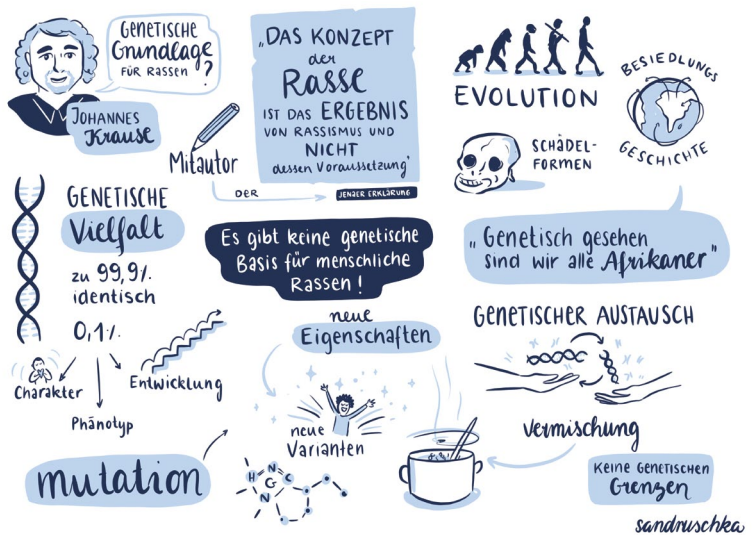 GENETISCHE
Grundlage
FÜR RASSEN ?
JOHANNES
Krause
Mitautor
DER
JENAER ERKLÄRUNG
„DAS KONZEPT
der
Rasse
IST DAS ERGEBNIS
VON RASSISMUS UND
NICHT
dessen Voraussetzung'
EVOLUTION
SCHÄDEL-
FORMEN
BESIEDLUNGS
GESCHICHTE
GENETISCHE
Vielfalt
zu 99,9%
identisch
0,1%
Charakter
Phänotyp
Entwicklung
Es gibt keine genetische
Basis für menschliche
Rassen !
„Genetisch gesehen
sind wir alle Afrikaner"
neue
Eigenschaften
neue
Varianten
mutation
H N C
G
N
GENETISCHER AUSTAUSCH
Vermischung
KEINE GENETISCHEN
Grenzen
sandruschka